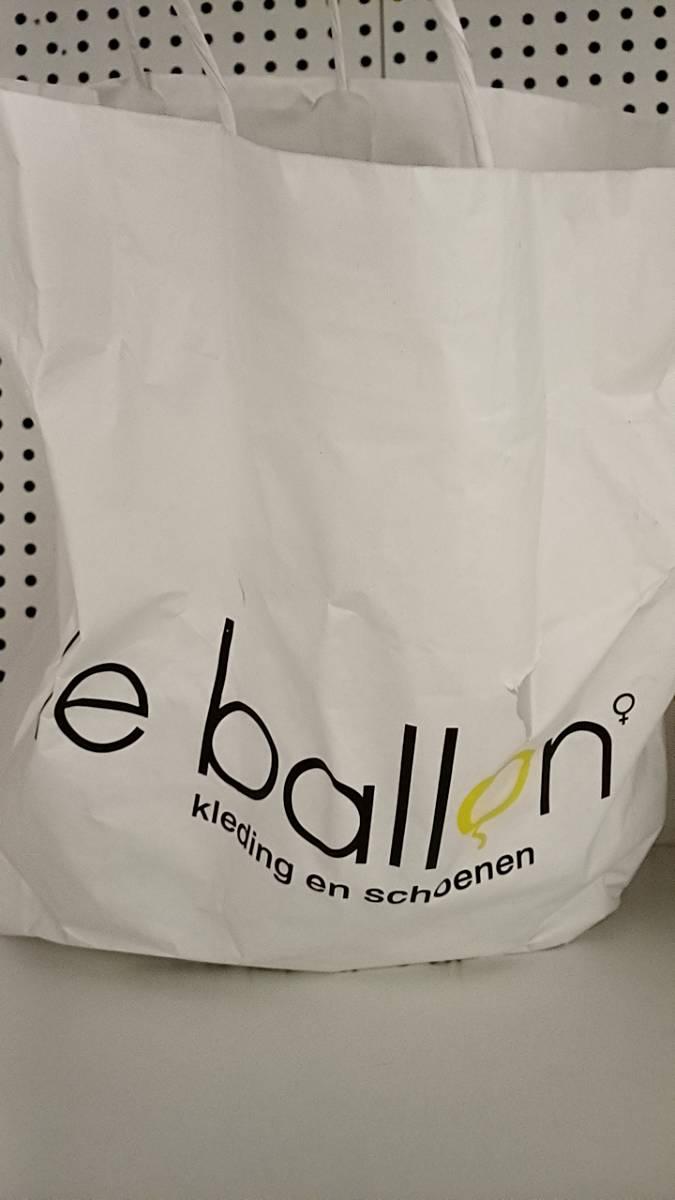 e ballon♀
kleding en schoenen